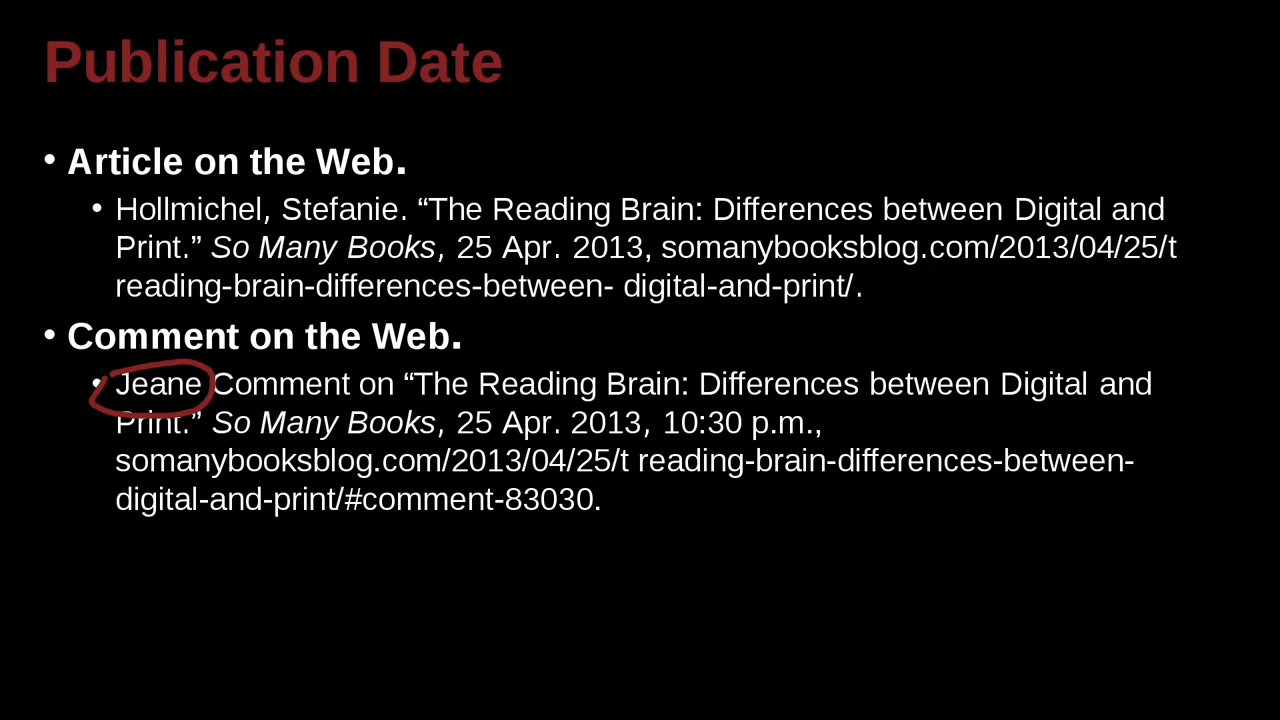 Publication Date
• Article on the Web.
• Hollmichel, Stefanie. “The Reading Brain: Differences between Digital and
Print.” So Many Books, 25 Apr. 2013, somanybooksblog.com/2013/04/25/t
reading-brain-differences-between- digital-and-print/.
• Comment on the Web.
• Jeane Comment on “The Reading Brain: Differences between Digital and
Print.” So Many Books, 25 Apr. 2013, 10:30 p.m.,
somanybooksblog.com/2013/04/25/t reading-brain-differences-between-
digital-and-print/#comment-83030.